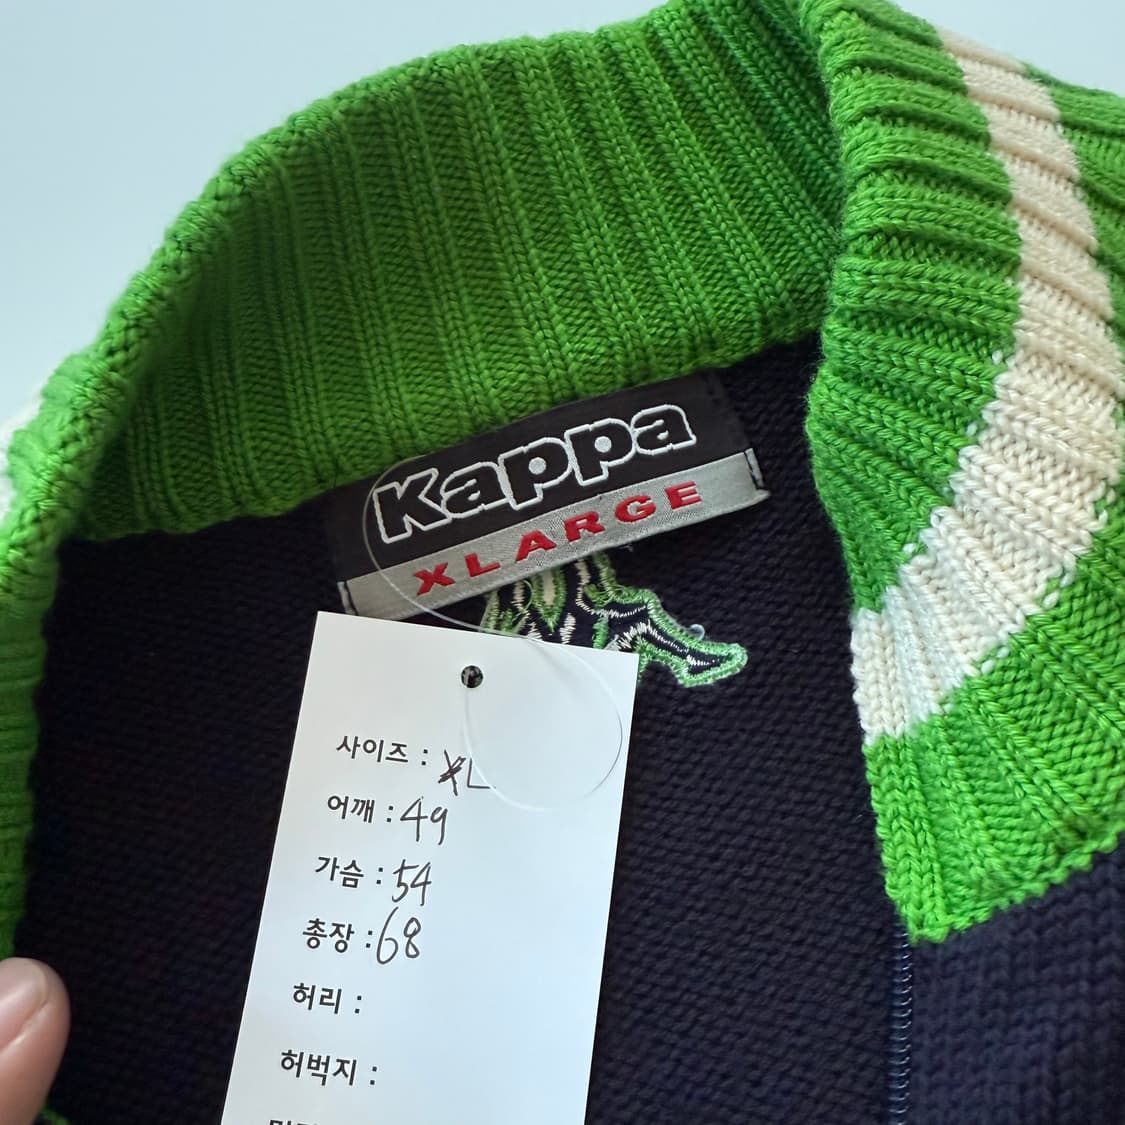 Kappa
XLARGE
사이즈 : XL
어깨 : 49
가슴 : 54
총장 : 68
허리 :
허벅지 :